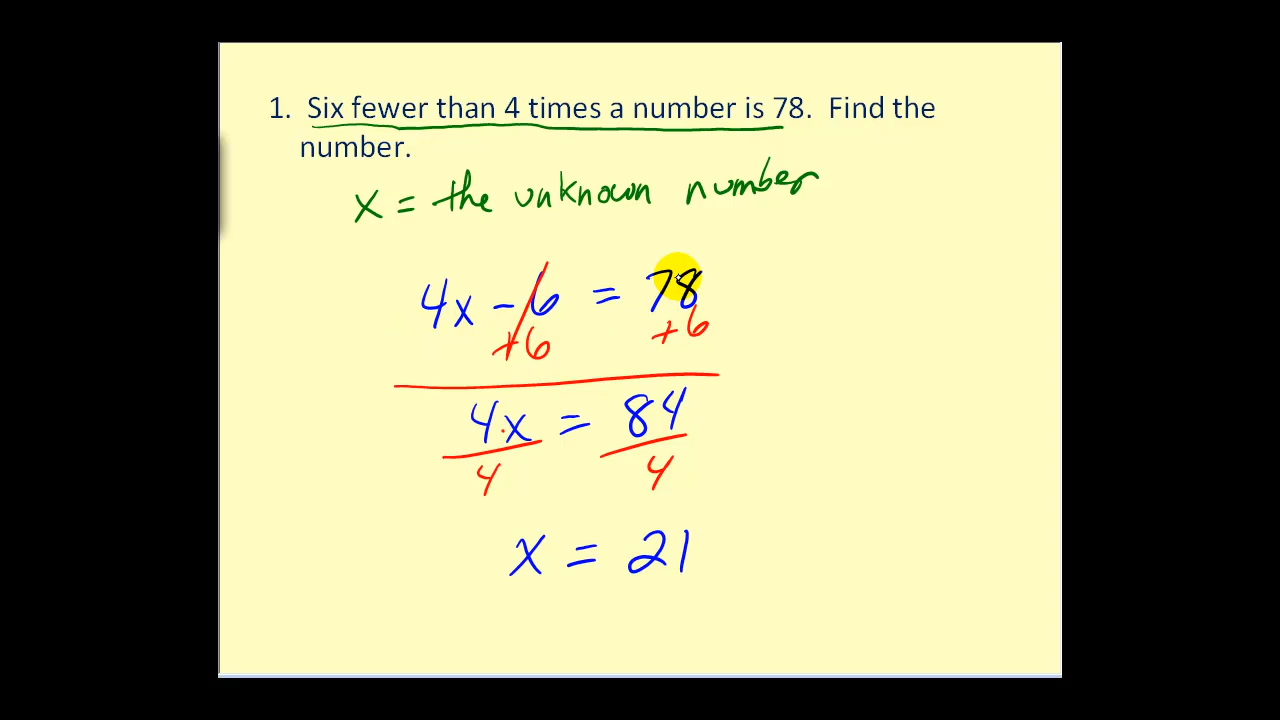 1. Six fewer than 4 times a number is 78. Find the
number.
x = the unknown number
4x - 6 = 78
+6 +6
4·x = 84
4 4
x = 21